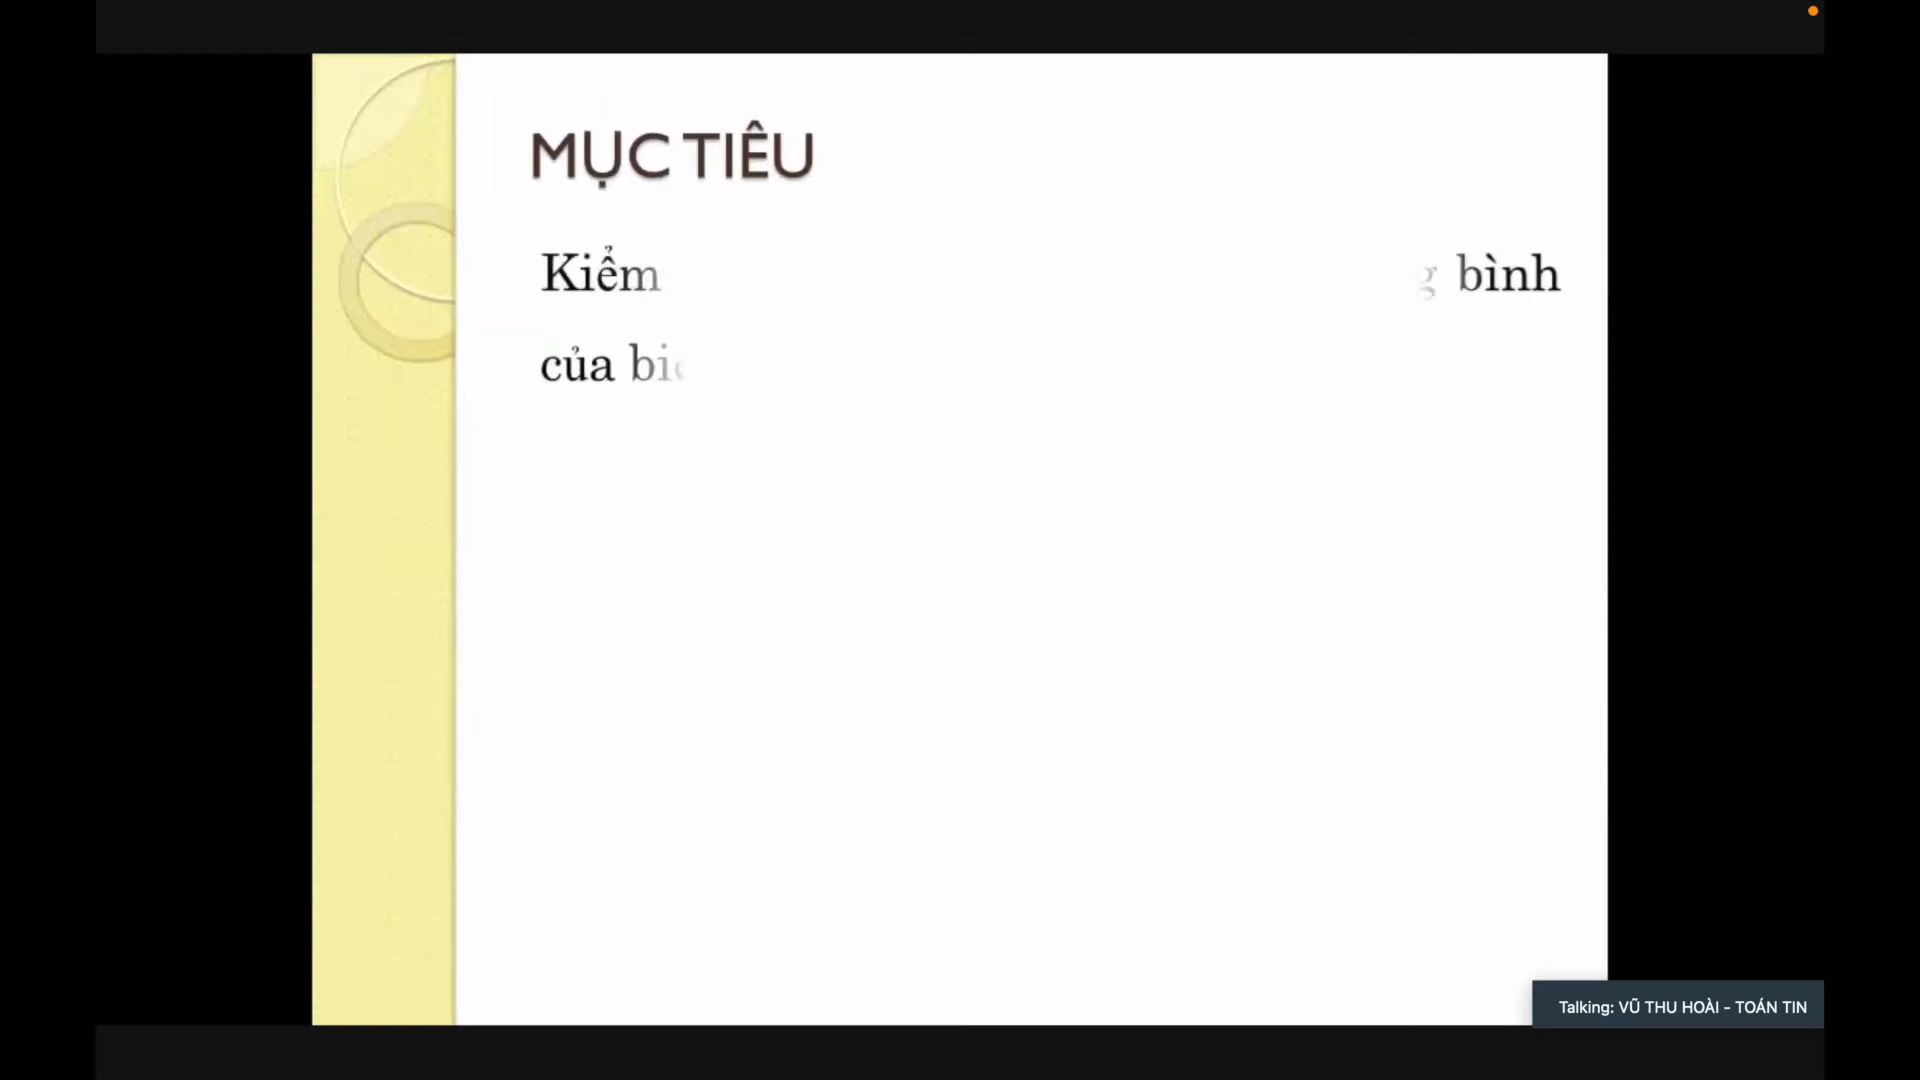 MỤC TIÊU
Kiểm bình
của
Talking: VŨ THU HOÀI - TOÁN TIN